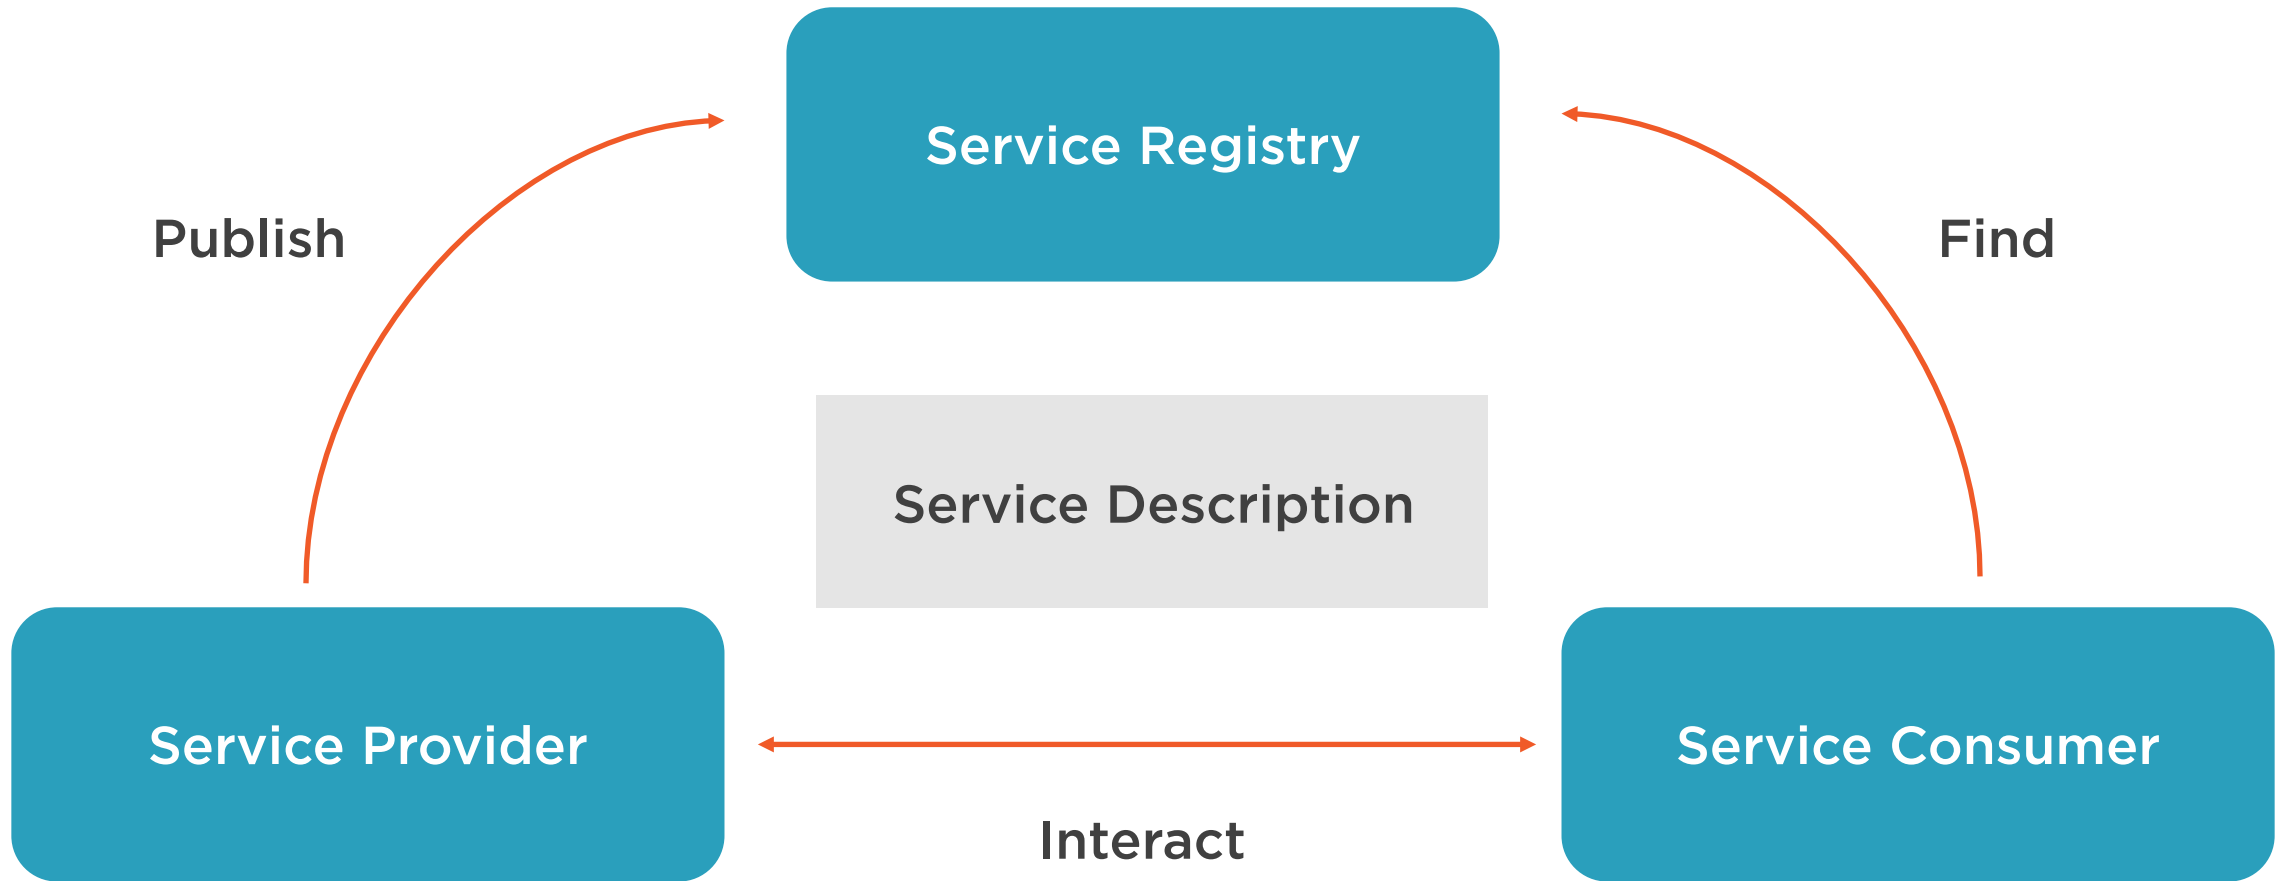 Service Registry
Publish
Find
Service Description
Service Provider
Service Consumer
Interact